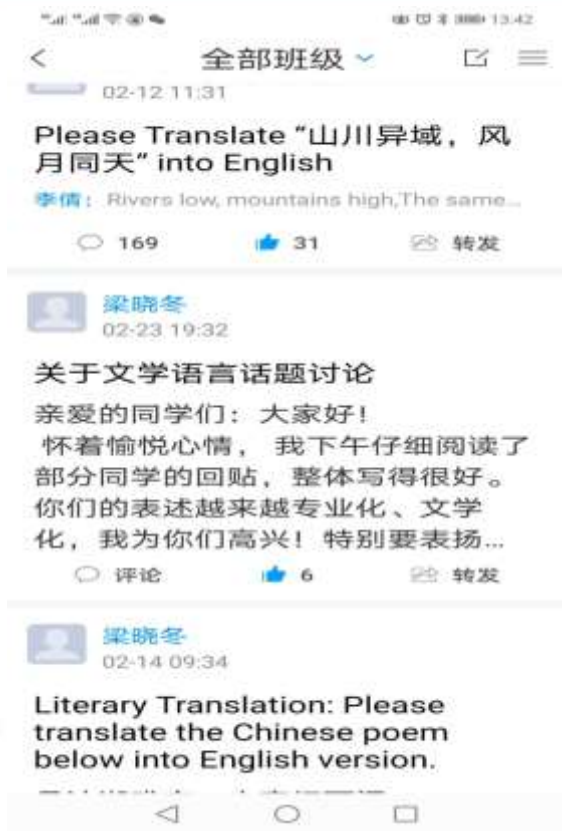 13:42
全部班级
02-12 11:31
Please Translate “山川异域，风
月同天” into English
李倩：Rivers low, mountains high,The same...
169 31 转发
梁晓冬
02-23 19:32
关于文学语言话题讨论
亲爱的同学们：大家好！
怀着愉悦心情，我下午仔细阅读了
部分同学的回贴，整体写得很好。
你们的表述越来越专业化、文学
化，我为你们高兴！特别要表扬...
评论 6 转发
梁晓冬
02-14 09:34
Literary Translation: Please
translate the Chinese poem
below into English version.